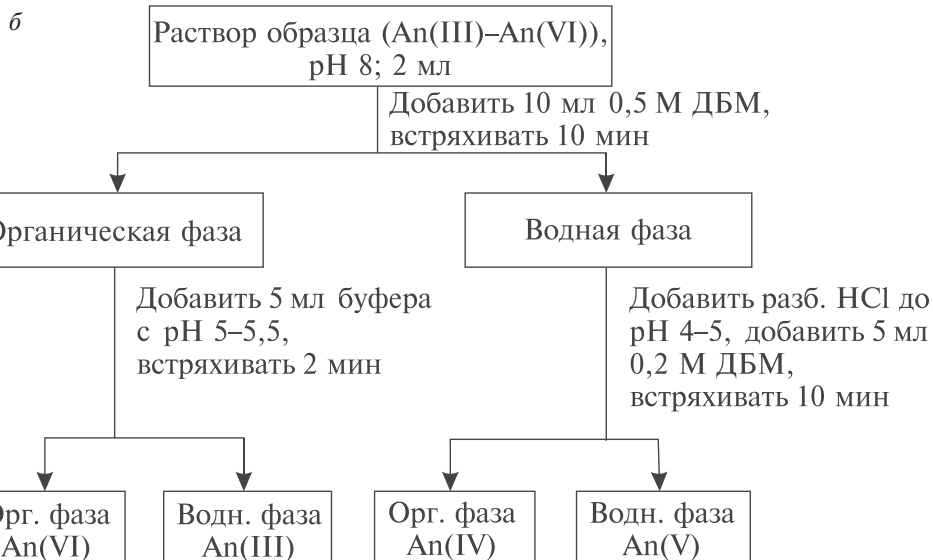 б
Раствор образца (An(III)–An(VI)),
pH 8; 2 мл
Добавить 10 мл 0,5 М ДБМ,
встряхивать 10 мин
Органическая фаза
Водная фаза
Добавить 5 мл буфера
с pH 5–5,5,
встряхивать 2 мин
Добавить разб. HCl до
pH 4–5, добавить 5 мл
0,2 М ДБМ,
встряхивать 10 мин
Орг. фаза
An(VI)
Водн. фаза
An(III)
Орг. фаза
An(IV)
Водн. фаза
An(V)